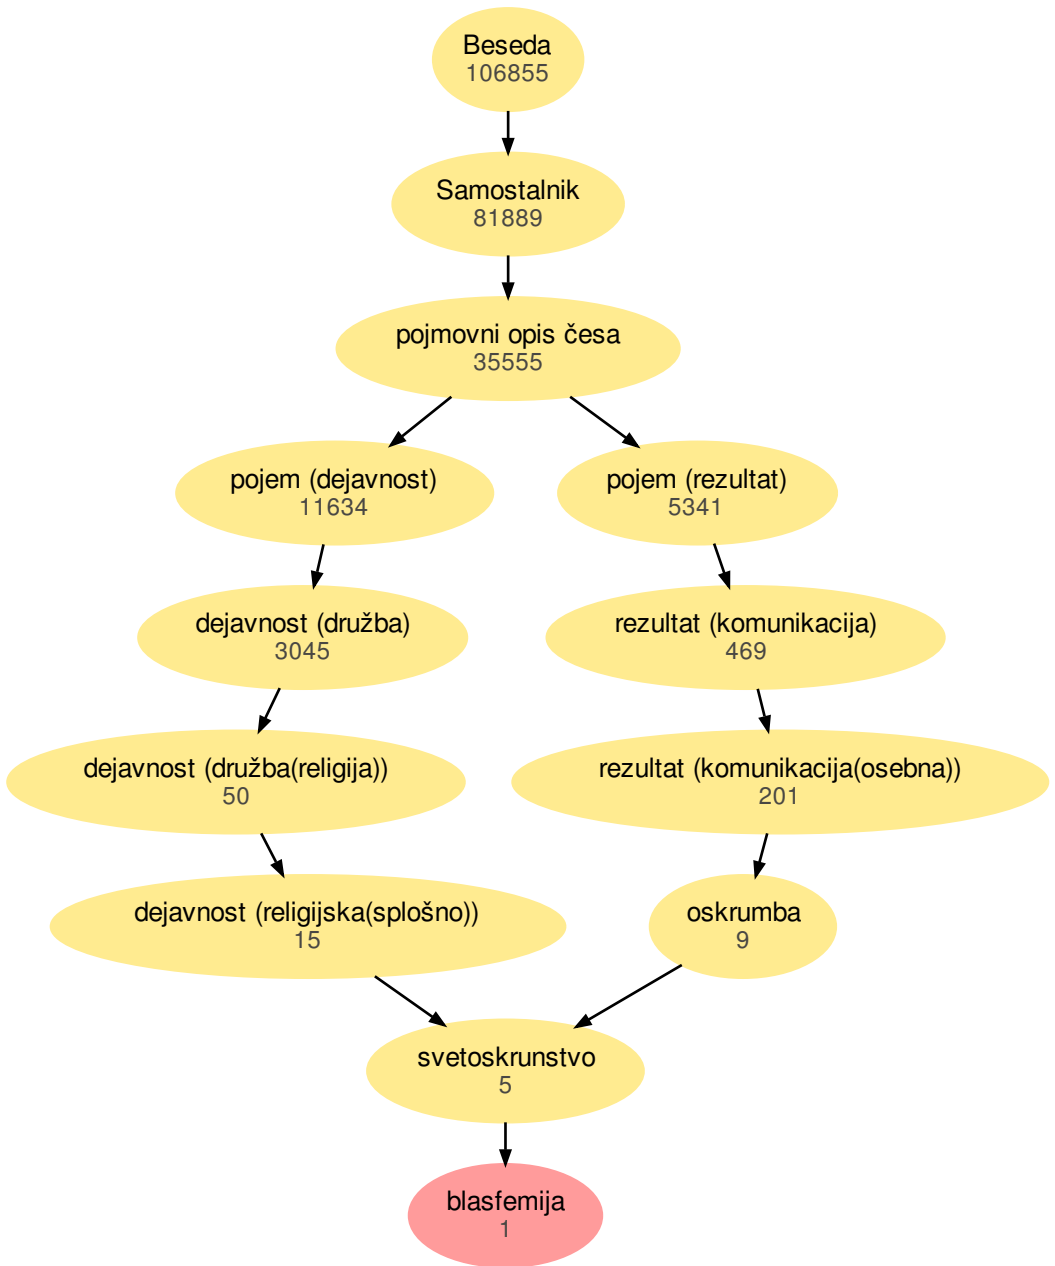 Beseda
106855
Samostalnik
81889
pojmovni opis česa
35555
pojem (dejavnost)
11634
pojem (rezultat)
5341
dejavnost (družba)
3045
rezultat (komunikacija)
469
dejavnost (družba(religija))
50
rezultat (komunikacija(osebna))
201
dejavnost (religijska(splošno))
15
oskrumba
9
svetoskrunstvo
5
blasfemija
1